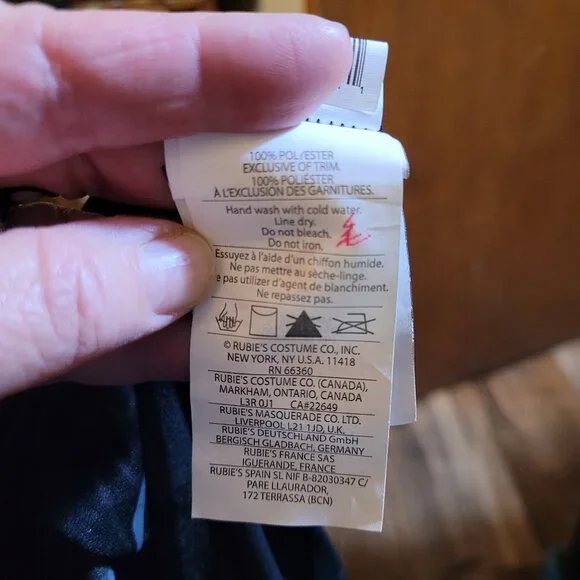 100% POLYESTER
EXCLUSIVE OF TRIM.
100% POLIÉSTER
À L'EXCLUSION DES GARNITURES.
Hand wash with cold water.
Line dry.
Do not bleach.
Do not iron.
Essuyez à l'aide d'un chiffon humide.
Ne pas mettre au sèche-linge.
e pas utiliser d'agent de blanchiment.
Ne repassez pas.
© RUBIE'S COSTUME CO., INC.
NEW YORK, NY U.S.A. 11418
RN 66360
RUBIE'S COSTUME CO. (CANADA),
MARKHAM, ONTARIO, CANADA
L3R 0J1 CA#22649
RUBIE'S MASQUERADE CO. LTD.
LIVERPOOL L21 1JD, U.K.
RUBIE'S DEUTSCHLAND GmbH
BERGISCH GLADBACH, GERMANY
RUBIE'S FRANCE SAS
IGUERANDE, FRANCE
RUBIE'S SPAIN SL NIF B-82030347 C/
PARE LLAURADOR,
172 TERRASSA (BCN)